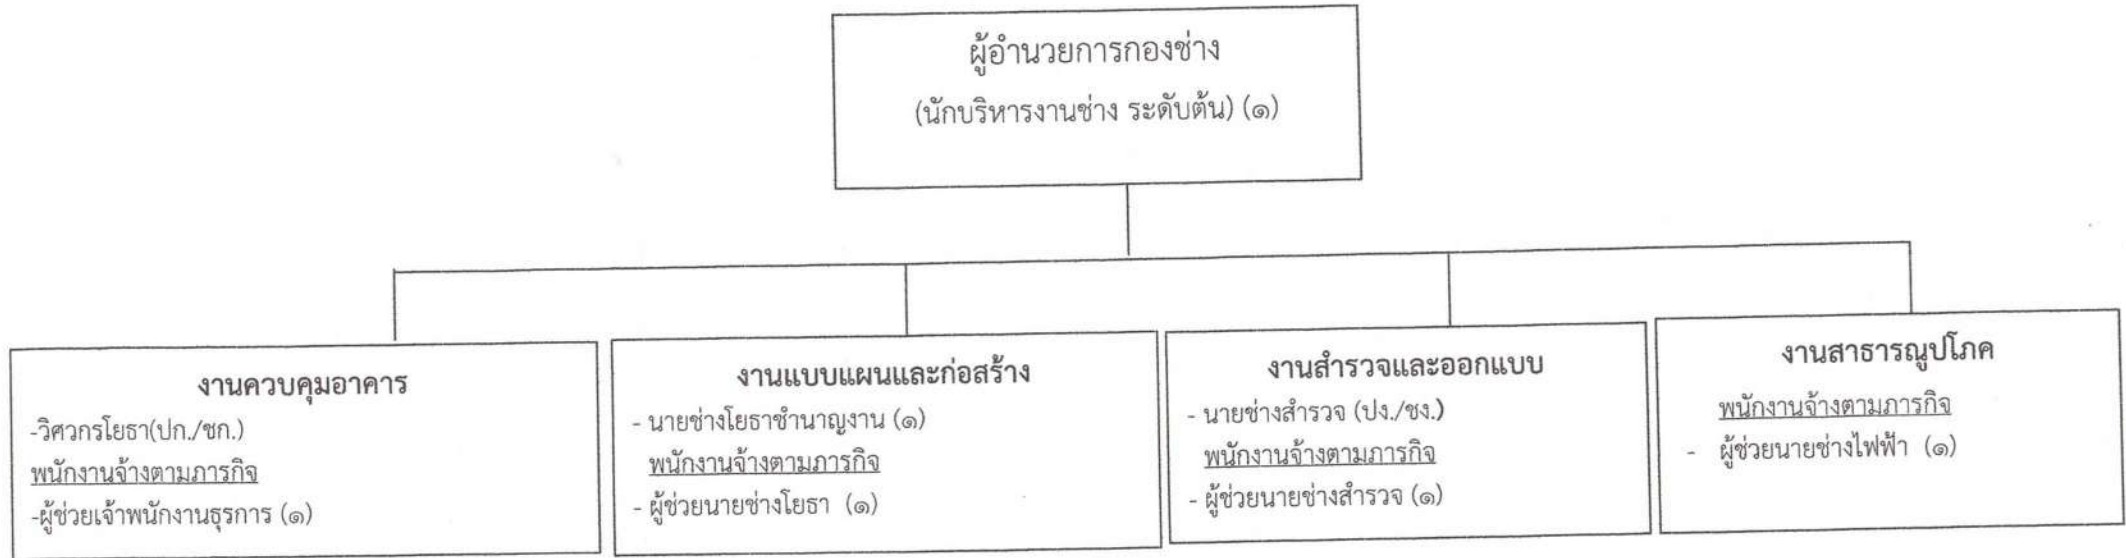 ผู้อำนวยการกองช่าง
(นักบริหารงานช่าง ระดับต้น) (๑)
งานควบคุมอาคาร
-วิศวกรโยธา(ปก./ชก.)
พนักงานจ้างตามภารกิจ
-ผู้ช่วยเจ้าพนักงานธุรการ (๑)
งานแบบแผนและก่อสร้าง
- นายช่างโยธาชำนาญงาน (๑)
พนักงานจ้างตามภารกิจ
- ผู้ช่วยนายช่างโยธา (๑)
งานสำรวจและออกแบบ
- นายช่างสำรวจ (ปง./ชง.)
พนักงานจ้างตามภารกิจ
- ผู้ช่วยนายช่างสำรวจ (๑)
งานสาธารณูปโภค
พนักงานจ้างตามภารกิจ
- ผู้ช่วยนายช่างไฟฟ้า (๑)